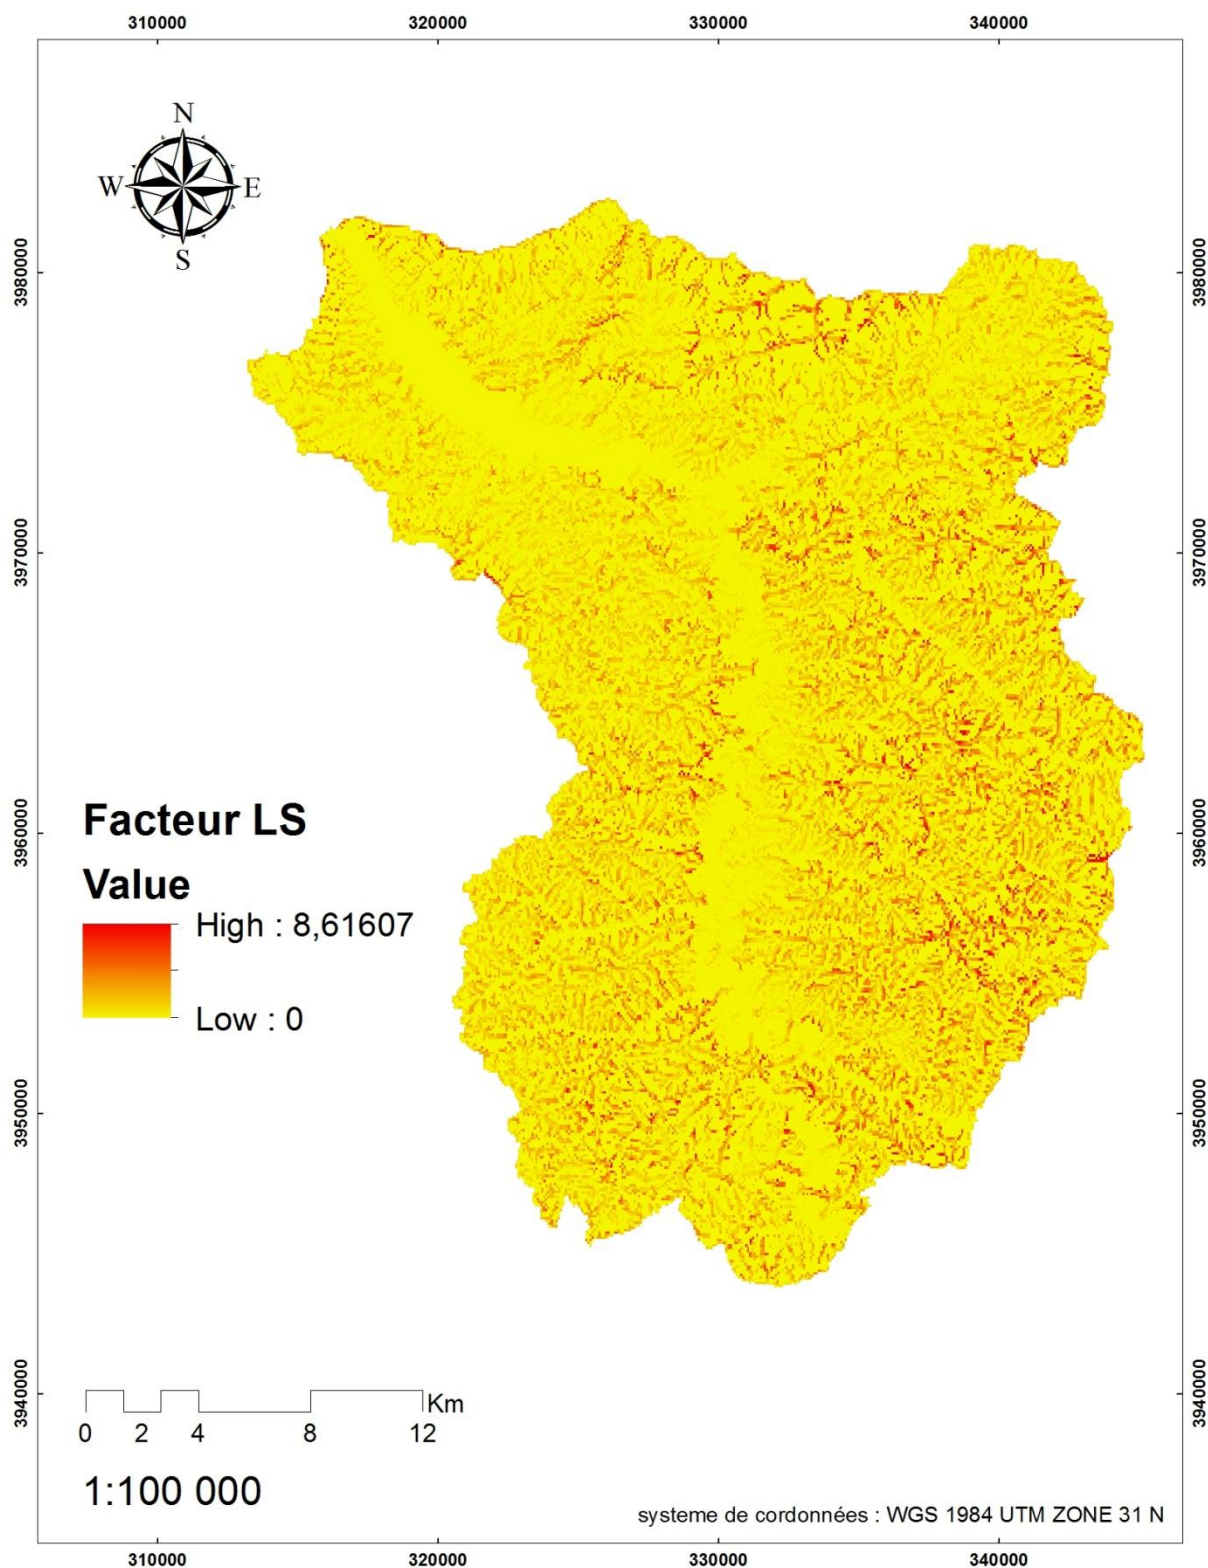 310000 320000 330000 340000
N
W E
S
3980000 3980000
3970000 3970000
Facteur LS
Value
High : 8,61607
Low : 0
3960000 3960000
3950000 3950000
3940000 3940000
Km
0 2 4 8 12
1:100 000
systeme de cordonnées : WGS 1984 UTM ZONE 31 N
310000 320000 330000 340000